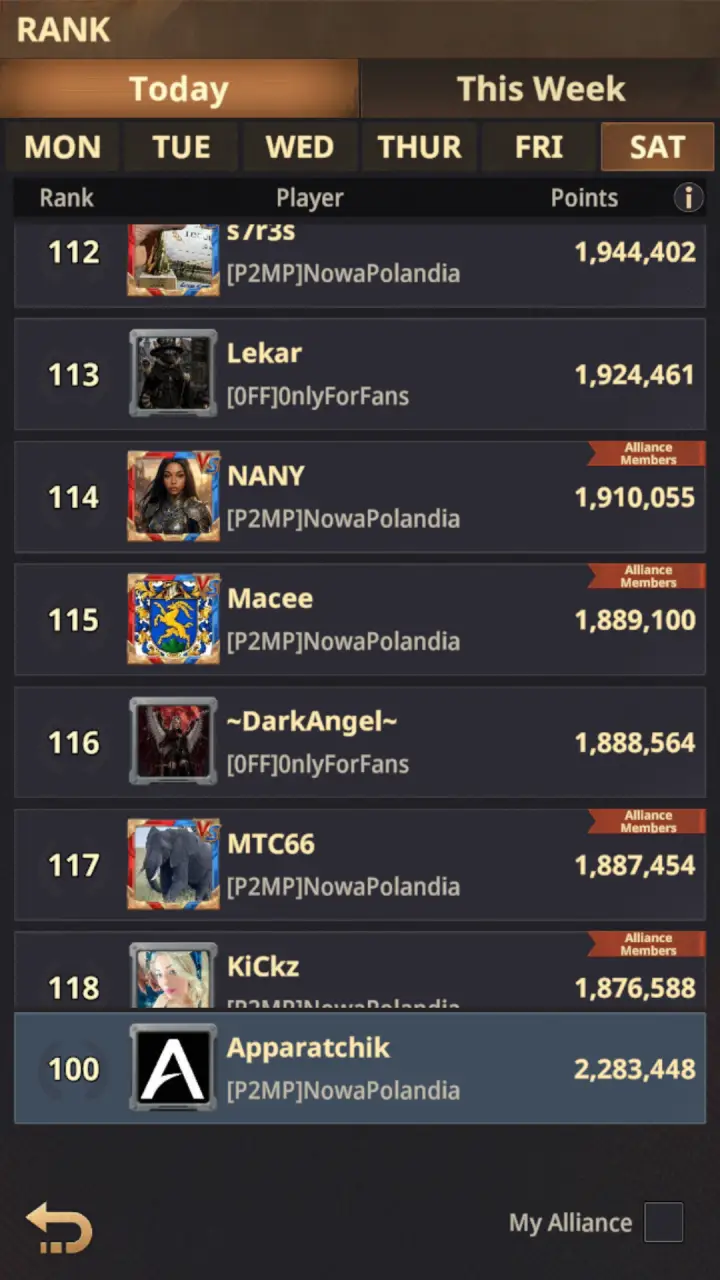 RANK
Today
This Week
MON TUE WED THUR FRI SAT
Rank Player Points
112
s7r3s
[P2MP]NowaPolandia
1,944,402
113
Lekar
[0FF]0nlyForFans
1,924,461
Alliance
Members
114
NANY
[P2MP]NowaPolandia
1,910,055
Alliance
Members
115
Macee
[P2MP]NowaPolandia
1,889,100
116
~DarkAngel~
[0FF]0nlyForFans
1,888,564
Alliance
Members
117
MTC66
[P2MP]NowaPolandia
1,887,454
Alliance
Members
118
KiCkz
[P2MP]NowaPolandia
1,876,588
100
Apparatchik
[P2MP]NowaPolandia
2,283,448
My Alliance